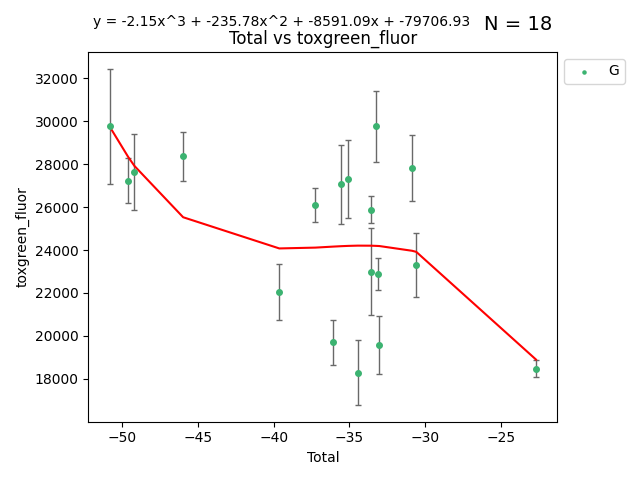 y = -2.15x^3 + -235.78x^2 + -8591.09x + -79706.93 N = 18
Total vs toxgreen_fluor
G
32000
30000
28000
26000
24000
22000
20000
18000
toxgreen_fluor
−50 −45 −40 −35 −30 −25
Total